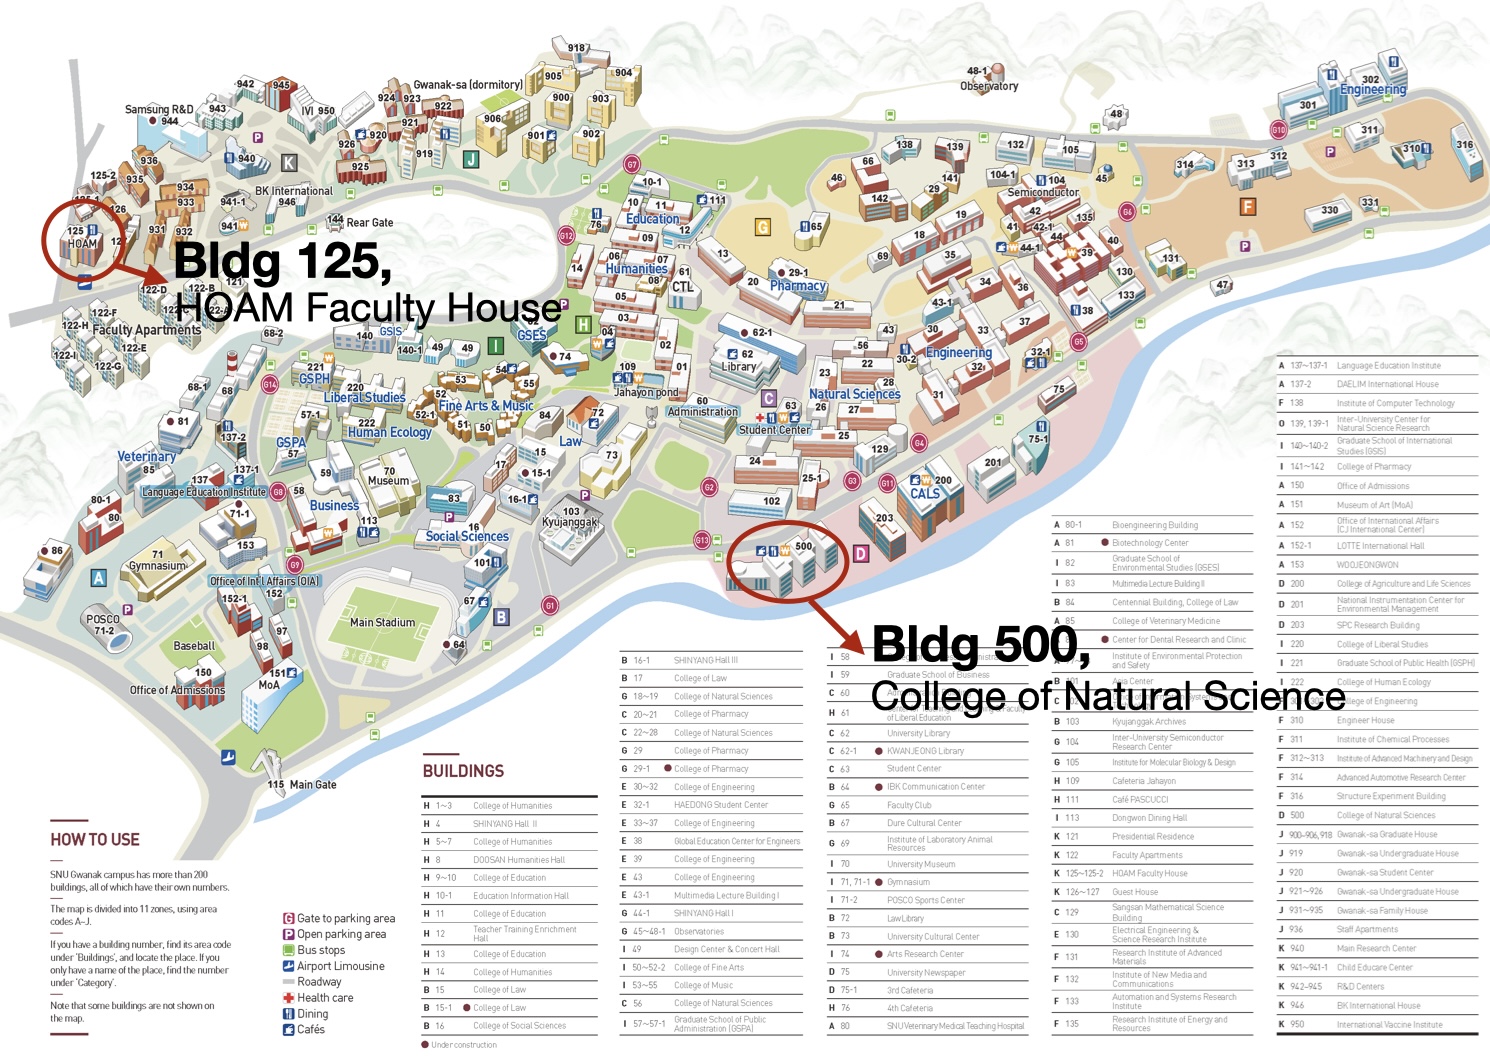 918
905
904
Gwanak-sa (dormitory)
942
945
900
903
924
923
922
943
IVI 950
Samsung R&D
944
906
921
920
901
902
926
919
925
J
K
P
940
936
935
125-2
934
933
BK International
946
941-1
941
931
932
144
Rear Gate
125
HOAM
126
Bldg 125,
HOAM Faculty House
122-D
122-B
121
122-F
122-H
Faculty Apartments
122-E
122-I
122-G
48-1
Observatory
48
302
Engineering
301
G10
311
P
310
316
312
313
314
F
330
331
P
G7
138
139
132
105
66
46
141
29
142
104-1
104
45
Semiconductor
G6
10-1
10
11
111
Education
12
76
09
G12
13
14
06
07
Humanities
08
61
CTL
05
03
P
H
04
02
01
G
65
19
18
69
35
42
41
42-1
44
44-1
135
40
39
130
131
133
47
29-1
20
Pharmacy
21
34
36
43-1
38
37
33
30
30-2
43
56
22
23
Engineering
32
32-1
G5
31
75
62-1
62
Library
C
Natural Sciences
26
27
28
63
Student Center
60
Administration
25
24
129
G4
25-1
102
G2
G3
G11
201
200
CALS
75-1
203
D
500
G13
Bldg 500,
College of Natural Science
68-2
140
GSIS
140-1
49
49
I
GSES
74
109
Jahayon pond
G14
221
GSPH
220
Liberal Studies
54
53
55
Fine Arts & Music
52-1
52
51
50
222
Human Ecology
57-1
GSPA
57
68-1
68
81
137-2
Veterinary
85
137
137-1
Language Education Institute
G8
80-1
80
71-1
58
59
70
Museum
Business
113
84
72
Law
73
17
15
15-1
16-1
83
P
16
Social Sciences
103
Kyujanggak
P
86
A
71
Gymnasium
153
Office of Int'l Affairs (OIA)
G9
152-1
152
POSCO
71-2
P
101
67
B
G1
64
Main Stadium
Baseball
98
97
150
Office of Admissions
151
MoA
115 Main Gate
HOW TO USE
SNU Gwanak campus has more than 200
buildings, all of which have their own numbers.
The map is divided into 11 zones, using area
codes A-J.
If you have a building number, find its area code
under 'Buildings', and locate the place. If you
only have a name of the place, find the number
under 'Category'.
Note that some buildings are not shown on
the map.
G Gate to parking area
P Open parking area
Bus stops
Airport Limousine
Roadway
Health care
Dining
Cafés
BUILDINGS
H 1~3 College of Humanities
H 4 SHINYANG Hall II
H 5~7 College of Humanities
H 8 DOOSAN Humanities Hall
H 9~10 College of Education
H 10-1 Education Information Hall
H 11 College of Education
H 12 Teacher Training Enrichment
Hall
H 13 College of Education
H 14 College of Humanities
B 15 College of Law
B 15-1 College of Law
B 16 College of Social Sciences
Under construction
B 16-1 SHINYANG Hall III
B 17 College of Law
G 18~19 College of Natural Sciences
C 20~21 College of Pharmacy
C 22~28 College of Natural Sciences
G 29 College of Pharmacy
G 29-1 College of Pharmacy
E 30~32 College of Engineering
E 32-1 HAEDONG Student Center
E 33~37 College of Engineering
E 38 Global Education Center for Engineers
E 39 College of Engineering
E 43 College of Engineering
E 43-1 Multimedia Lecture Building I
G 44-1 SHINYANG Hall I
G 45~48-1 Observatories
I 49 Design Center & Concert Hall
I 50~52-2 College of Fine Arts
I 53~55 College of Music
C 56 College of Natural Sciences
I 57~57-1 Graduate School of Public
Administration (GSPA)
I 58
I 59 Graduate School of Business
C 60
H 61
of Liberal Education
C 62 University Library
C 62-1 KWANJEONG Library
C 63 Student Center
B 64 IBK Communication Center
G 65 Faculty Club
B 67 Dure Cultural Center
G 69 Institute of Laboratory Animal
Resources
I 70 University Museum
I 71, 71-1 Gymnasium
I 71-2 POSCO Sports Center
B 72 Law Library
B 73 University Cultural Center
I 74 Arts Research Center
D 75 University Newspaper
D 75-1 3rd Cafeteria
H 76 4th Cafeteria
A 80 SNU Veterinary Medical Teaching Hospital
A 80-1 Bioengineering Building
A 81 Biotechnology Center
I 82 Graduate School of
Environmental Studies (GSES)
I 83 Multimedia Lecture Building II
B 84 Centennial Building, College of Law
A 85 College of Veterinary Medicine
Center for Dental Research and Clinic
Institute of Environmental Protection
and Safety
B 101 Asia Center
C
B 103 Kyujanggak Archives
G 104 Inter-University Semiconductor
Research Center
G 105 Institute for Molecular Biology & Design
H 109 Cafeteria Jahayon
H 111 Café PASCUCCI
I 113 Dongwon Dining Hall
K 121 Presidential Residence
K 122 Faculty Apartments
K 125~125-2 HOAM Faculty House
K 126~127 Guest House
C 129 Sangsan Mathematical Science
Building
E 130 Electrical Engineering &
Science Research Institute
F 131 Research Institute of Advanced
Materials
F 132 Institute of New Media and
Communications
F 133 Automation and Systems Research
Institute
F 135 Research Institute of Energy and
Resources
A 137~137-1 Language Education Institute
A 137-2 DAELIM International House
F 138 Institute of Computer Technology
O 139, 139-1 Inter-University Center for
Natural Science Research
I 140~140-2 Graduate School of International
Studies (GSIS)
I 141~142 College of Pharmacy
A 150 Office of Admissions
A 151 Museum of Art (MoA)
A 152 Office of International Affairs
(CJ International Center)
A 152-1 LOTTE International Hall
A 153 WOOJEONGWON
D 200 College of Agriculture and Life Sciences
D 201 National Instrumentation Center for
Environmental Management
D 203 SPC Research Building
I 220 College of Liberal Studies
I 221 Graduate School of Public Health (GSPH)
I 222 College of Human Ecology
College of Engineering
F 310 Engineer House
F 311 Institute of Chemical Processes
F 312~313 Institute of Advanced Machinery and Design
F 314 Advanced Automotive Research Center
F 316 Structure Experiment Building
D 500 College of Natural Sciences
J 900~906, 918 Gwanak-sa Graduate House
J 919 Gwanak-sa Undergraduate House
J 920 Gwanak-sa Student Center
J 921~926 Gwanak-sa Undergraduate House
J 931~935 Gwanak-sa Family House
J 936 Staff Apartments
K 940 Main Research Center
K 941~941-1 Child Educare Center
K 942~945 R&D Centers
K 946 BK International House
K 950 International Vaccine Institute